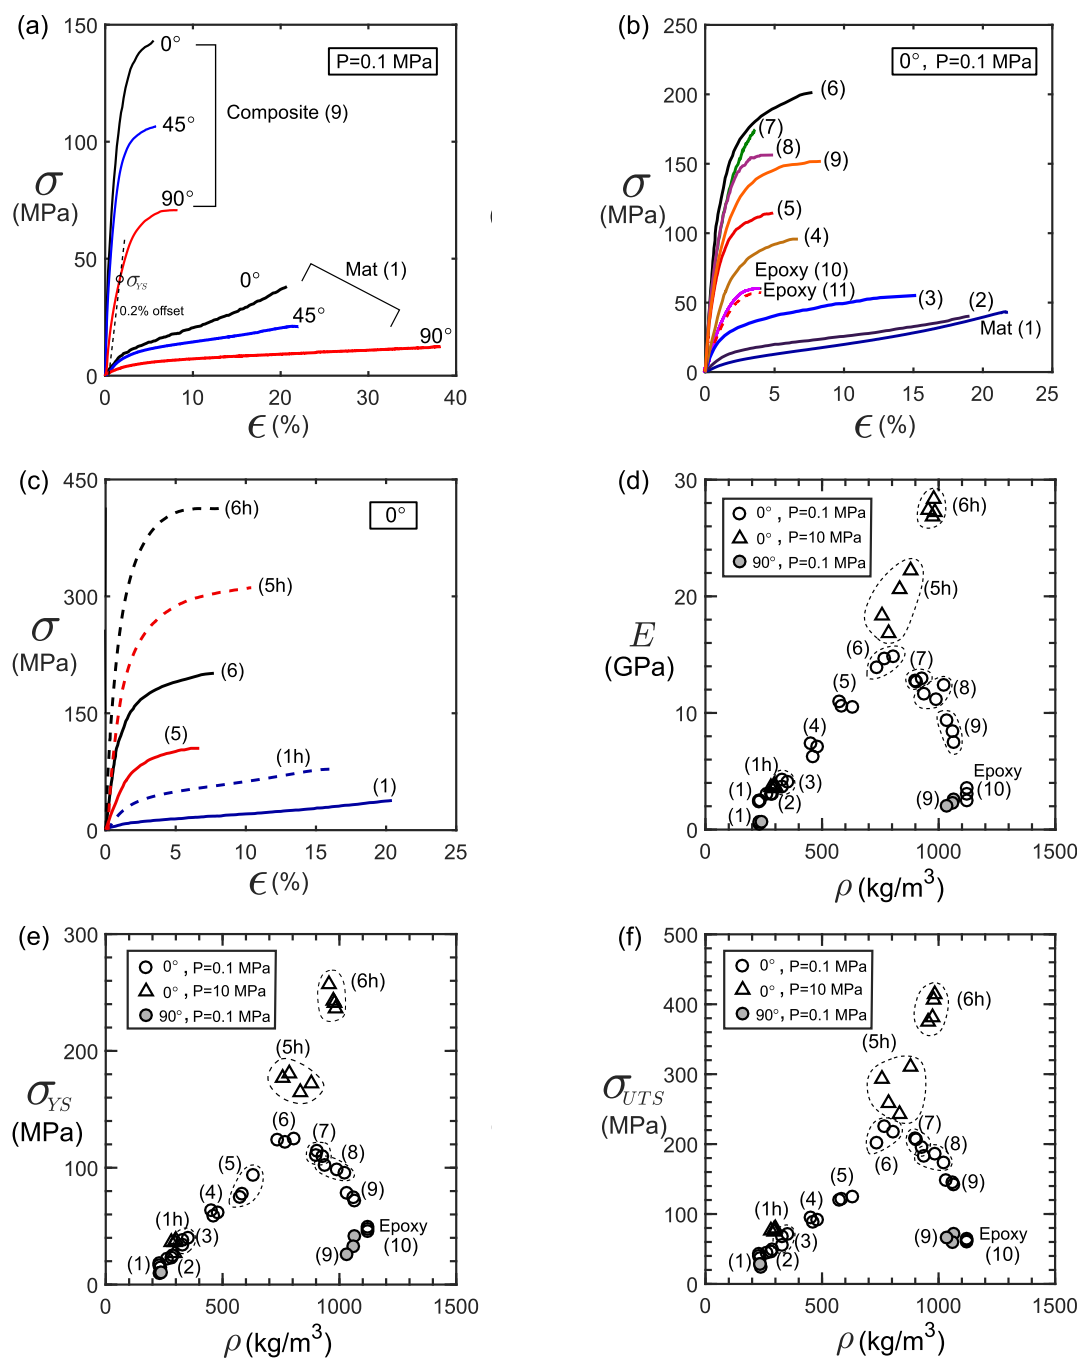 (a)
150
100
50
0
0
10
20
30
40
σ
(MPa)
ϵ (%)
P=0.1 MPa
0°
45°
90°
Composite (9)
σYS
0.2% offset
0°
45°
90°
Mat (1)
(b)
250
200
150
100
50
0
0
5
10
15
20
25
σ
(MPa)
ϵ (%)
0°, P=0.1 MPa
(6)
(7)
(8)
(9)
(5)
(4)
Epoxy (10)
Epoxy (11)
(3)
(2)
Mat (1)
(c)
450
300
150
0
0
5
10
15
20
25
σ
(MPa)
ϵ (%)
0°
(6h)
(5h)
(6)
(5)
(1h)
(1)
(d)
30
20
10
0
0
500
1000
1500
E
(GPa)
ρ (kg/m³)
0°, P=0.1 MPa
0°, P=10 MPa
90°, P=0.1 MPa
(6h)
(5h)
(6)
(7)
(5)
(8)
(4)
(9)
(1h)
(3)
(1)
(2)
(1)
Epoxy
(10)
(9)
(e)
300
200
100
0
0
500
1000
1500
σYS
(MPa)
ρ (kg/m³)
0°, P=0.1 MPa
0°, P=10 MPa
90°, P=0.1 MPa
(6h)
(5h)
(6)
(7)
(8)
(5)
(4)
(9)
(1h)
(3)
(1)
(2)
Epoxy
(10)
(9)
(f)
500
400
300
200
100
0
0
500
1000
1500
σUTS
(MPa)
ρ (kg/m³)
0°, P=0.1 MPa
0°, P=10 MPa
90°, P=0.1 MPa
(6h)
(5h)
(7)
(6)
(8)
(5)
(4)
(9)
(1h)
(3)
(1)
(2)
(9)
Epoxy
(10)